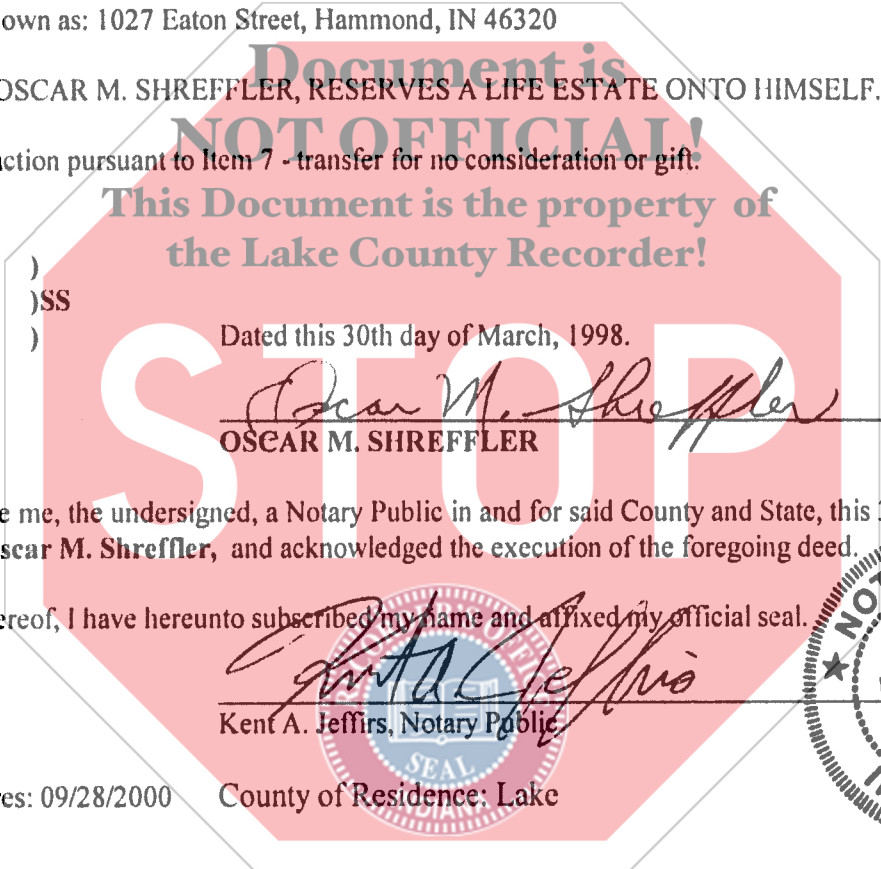 own as: 1027 Eaton Street, Hammond, IN 46320
Document is
OSCAR M. SHREFFLER, RESERVES A LIFE ESTATE ONTO HIMSELF.
NOT OFFICIAL!
ction pursuant to Item 7 - transfer for no consideration or gift.
This Document is the property of
the Lake County Recorder!
)
)SS
)
Dated this 30th day of March, 1998.
STOP
Oscar M. Shreffler
OSCAR M. SHREFFLER
e me, the undersigned, a Notary Public in and for said County and State, this
scar M. Shreffler, and acknowledged the execution of the foregoing deed.
ereof, I have hereunto subscribed my name and affixed my official seal.
NOT
Kent A Jeffirs
Kent A. Jeffirs, Notary Public
SEAL
res: 09/28/2000 County of Residence: Lake
INDIANA